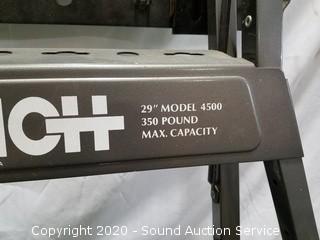 29" MODEL 4500
350 POUND
MAX. CAPACITY
Copyright 2020 - Sound Auction Service